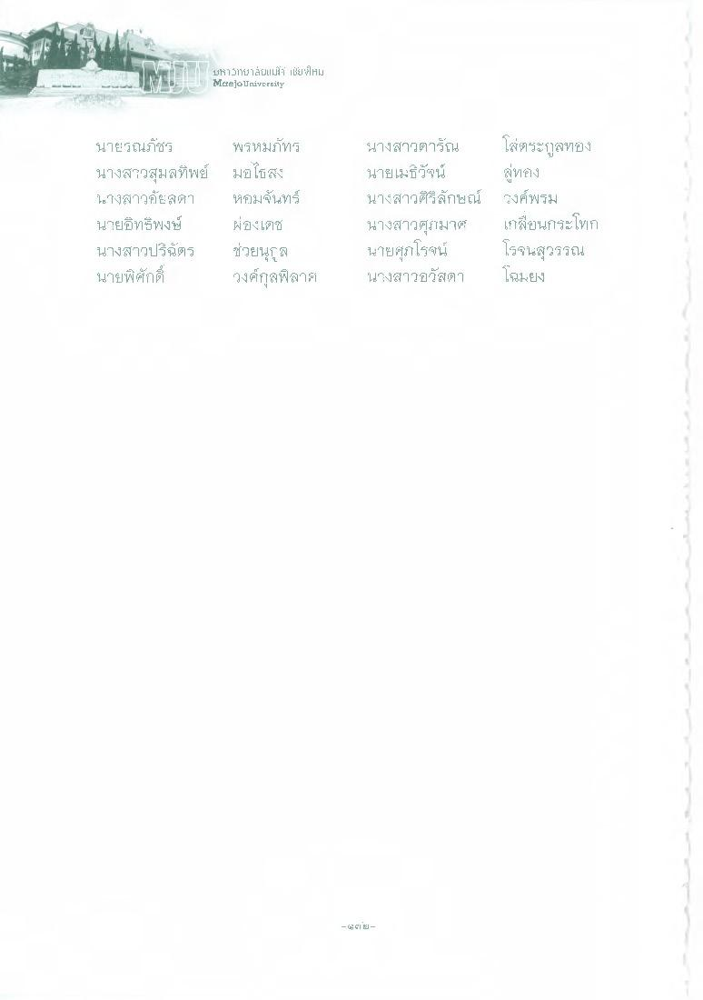 MJU มหาวิทยาลัยแม่โจ้ เชียงใหม่
Maejo University
นายรณภัชร พรหมภัทร นางสาวดารัณ โล่ตระกูลทอง
นางสาวสุมลทิพย์ มอไธสง นายเมธิวัจน์ ลู่ทอง
นางสาวอัยลดา หอมจันทร์ นางสาวศิริลักษณ์ วงค์พรม
นายอิทธิพงษ์ ผ่องเดช นางสาวศุภมาศ เกลื่อนกระโทก
นางสาวปริฉัตร ช่วยนุกูล นายศุภโรจน์ โรจนสุวรรณ
นายพิศักดิ์ วงค์กุลพิลาศ นางสาวอวัสดา โฉมยง
-๑๓๒-